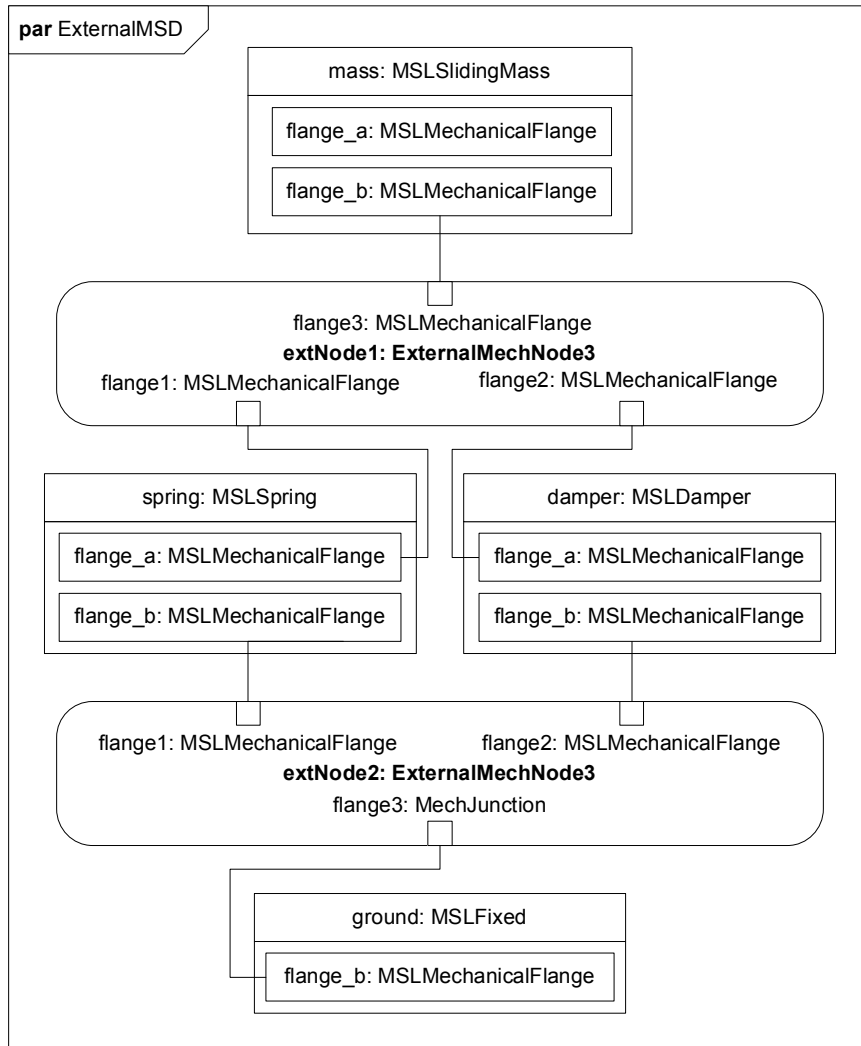 par ExternalMSD
mass: MSLSlidingMass
flange_a: MSLMechanicalFlange
flange_b: MSLMechanicalFlange
flange3: MSLMechanicalFlange
extNode1: ExternalMechNode3
flange1: MSLMechanicalFlange
flange2: MSLMechanicalFlange
spring: MSLSpring
flange_a: MSLMechanicalFlange
flange_b: MSLMechanicalFlange
damper: MSLDamper
flange_a: MSLMechanicalFlange
flange_b: MSLMechanicalFlange
flange1: MSLMechanicalFlange
flange2: MSLMechanicalFlange
extNode2: ExternalMechNode3
flange3: MechJunction
ground: MSLFixed
flange_b: MSLMechanicalFlange